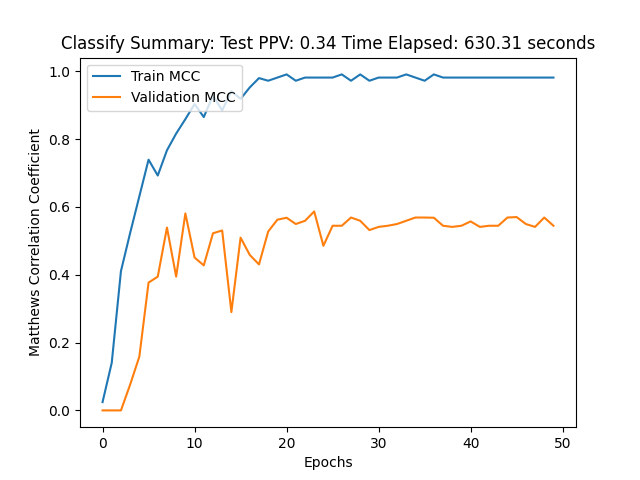 Classify Summary: Test PPV: 0.34 Time Elapsed: 630.31 seconds
Train MCC
Validation MCC
Matthews Correlation Coefficient
1.0
0.8
0.6
0.4
0.2
0.0
0 10 20 30 40 50
Epochs